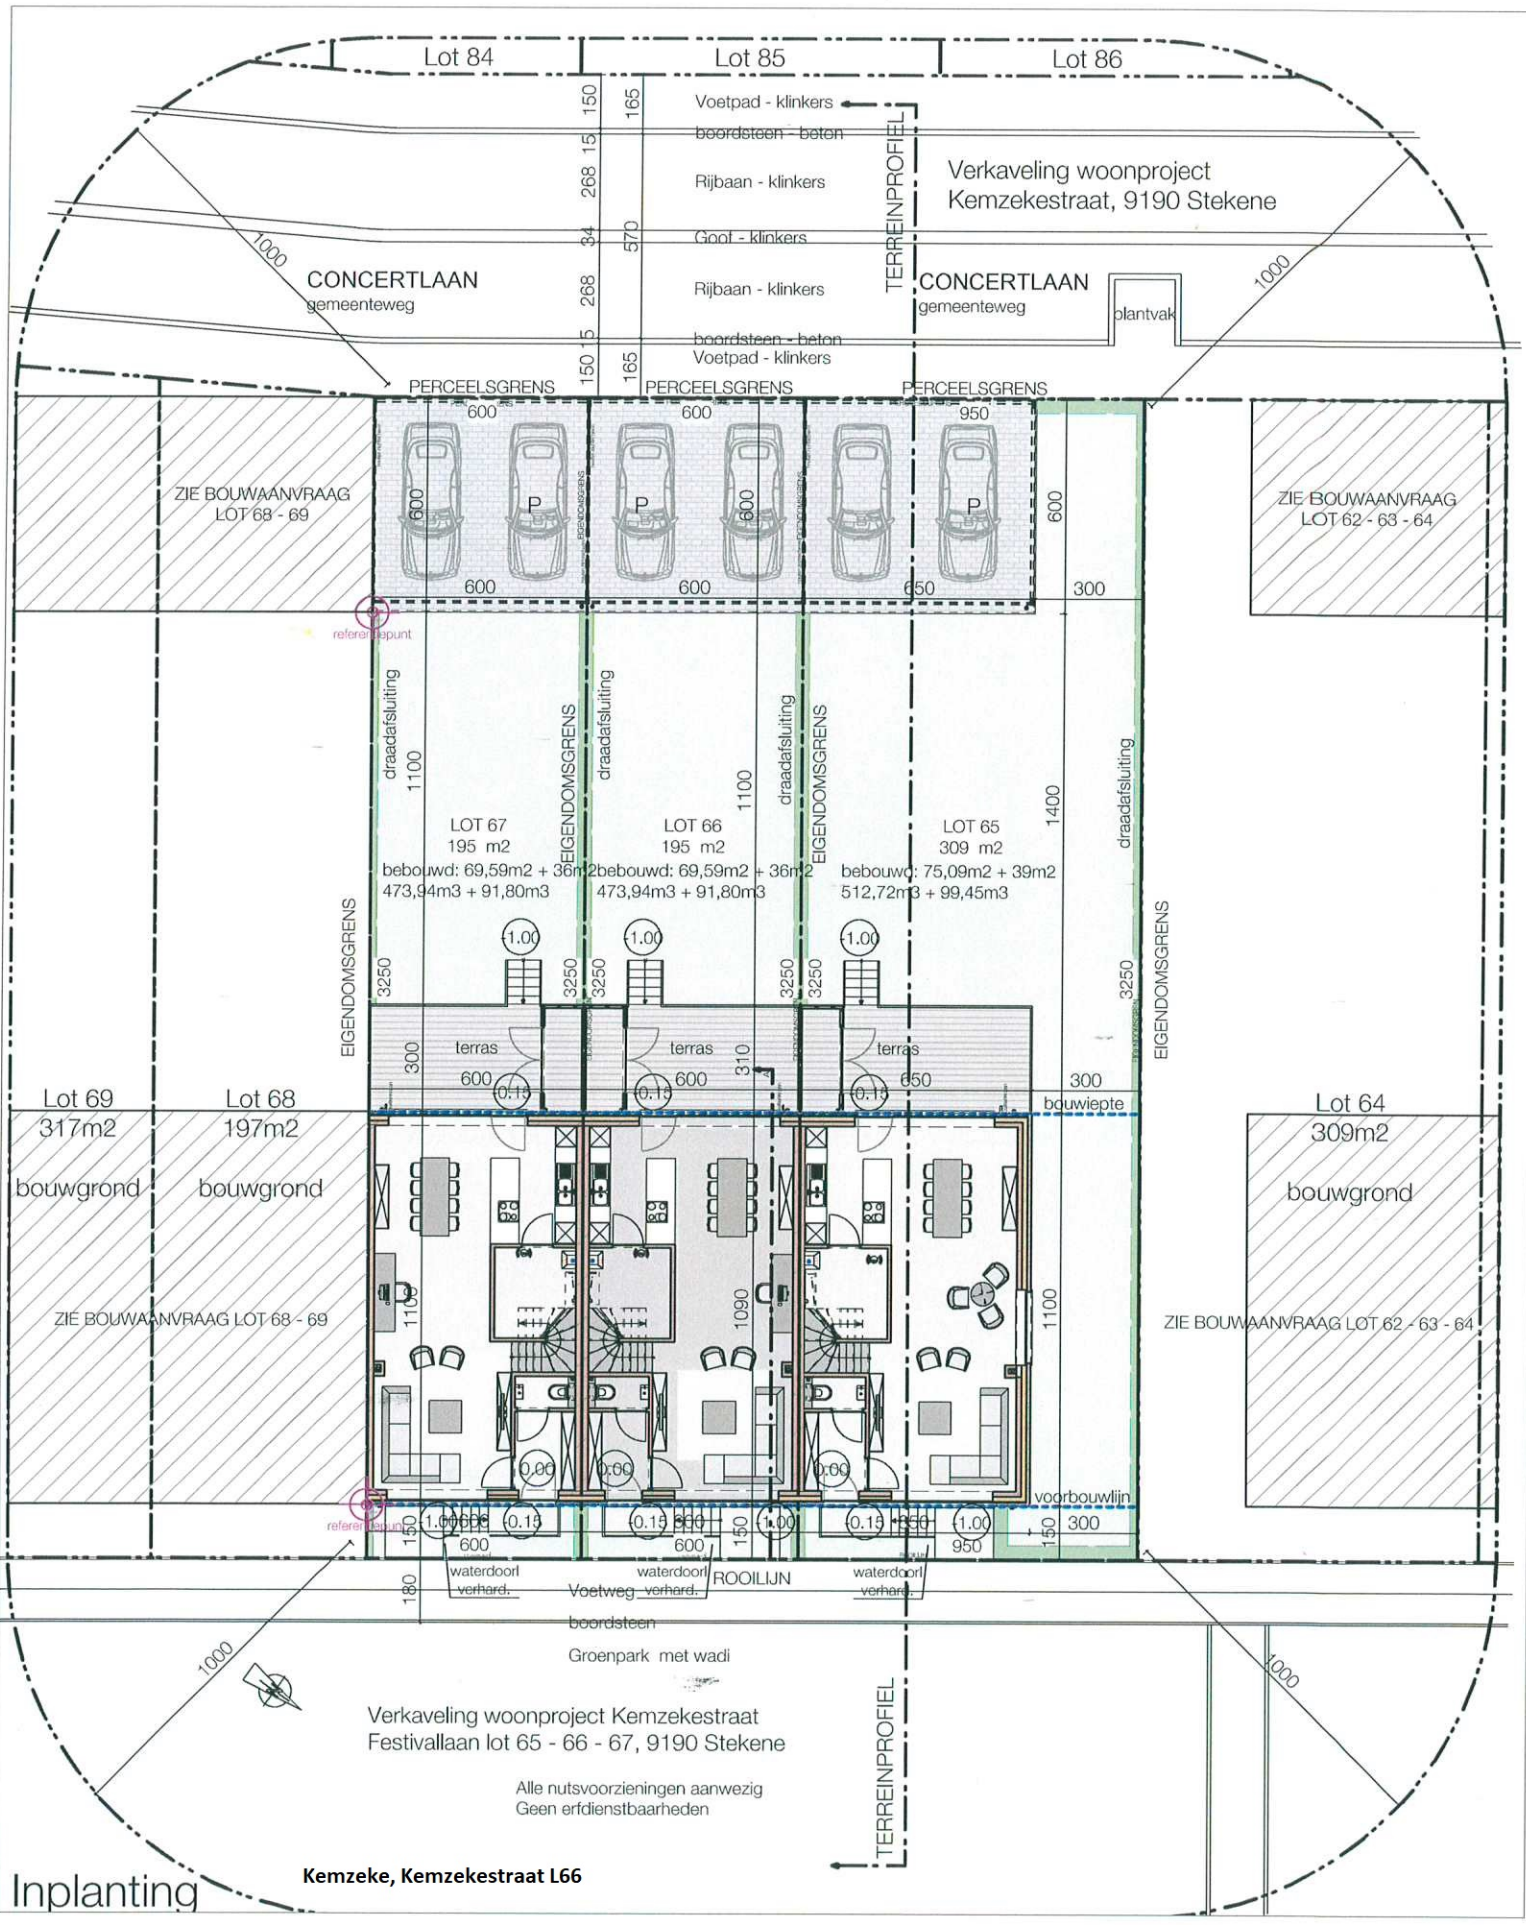 Lot 84
Lot 85
Lot 86
150
165
Voetpad - klinkers
15
boordsteen - beton
268
Rijbaan - klinkers
TERREINPROFIEL
Verkaveling woonproject
Kemzekestraat, 9190 Stekene
34
570
Goot - klinkers
1000
1000
CONCERTLAAN
gemeenteweg
268
Rijbaan - klinkers
CONCERTLAAN
gemeenteweg
plantvak
15
boordsteen - beton
150
165
Voetpad - klinkers
PERCEELSGRENS
PERCEELSGRENS
PERCEELSGRENS
600
600
950
ZIE BOUWAANVRAAG
LOT 68 - 69
600
P
P
600
P
600
ZIE BOUWAANVRAAG
LOT 62 - 63 - 64
600
600
650
300
referentiepunt
draadafsluiting
EIGENDOMSGRENS
draadafsluiting
draadafsluiting
EIGENDOMSGRENS
draadafsluiting
1100
1100
1400
LOT 67
195 m2
bebouwd: 69,59m2 + 36m2
473,94m3 + 91,80m3
LOT 66
195 m2
bebouwd: 69,59m2 + 36m2
473,94m3 + 91,80m3
LOT 65
309 m2
bebouwd: 75,09m2 + 39m2
512,72m3 + 99,45m3
EIGENDOMSGRENS
EIGENDOMSGRENS
-1.00
-1.00
-1.00
3250
3250
3250
3250
3250
3250
300
terras
terras
310
terras
600
600
650
300
-0.15
-0.15
-0.15
bouwiepte
Lot 69
317m2
Lot 68
197m2
Lot 64
309m2
bouwgrond
bouwgrond
bouwgrond
1100
1090
1100
ZIE BOUWAANVRAAG LOT 68 - 69
ZIE BOUWAANVRAAG LOT 62 - 63 - 64
0.00
0.00
0.00
voorbouwlijn
referentiepunt
150
-1.00
600
-0.15
-0.15
600
150
-1.00
-0.15
650
-1.00
150
300
600
600
950
waterdoorl
verhard.
waterdoorl
verhard.
waterdoorl
verhard.
ROOILIJN
180
Voetweg
boordsteen
Groenpark met wadi
1000
1000
Verkaveling woonproject Kemzekestraat
Festivallaan lot 65 - 66 - 67, 9190 Stekene
TERREINPROFIEL
Alle nutsvoorzieningen aanwezig
Geen erfdienstbaarheden
Inplanting
Kemzeke, Kemzekestraat L66